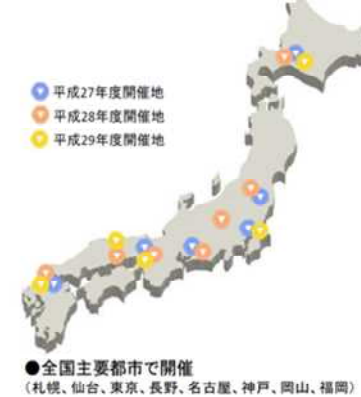 平成27年度開催地
平成28年度開催地
平成29年度開催地
●全国主要都市で開催
(札幌、仙台、東京、長野、名古屋、神戸、岡山、福岡)